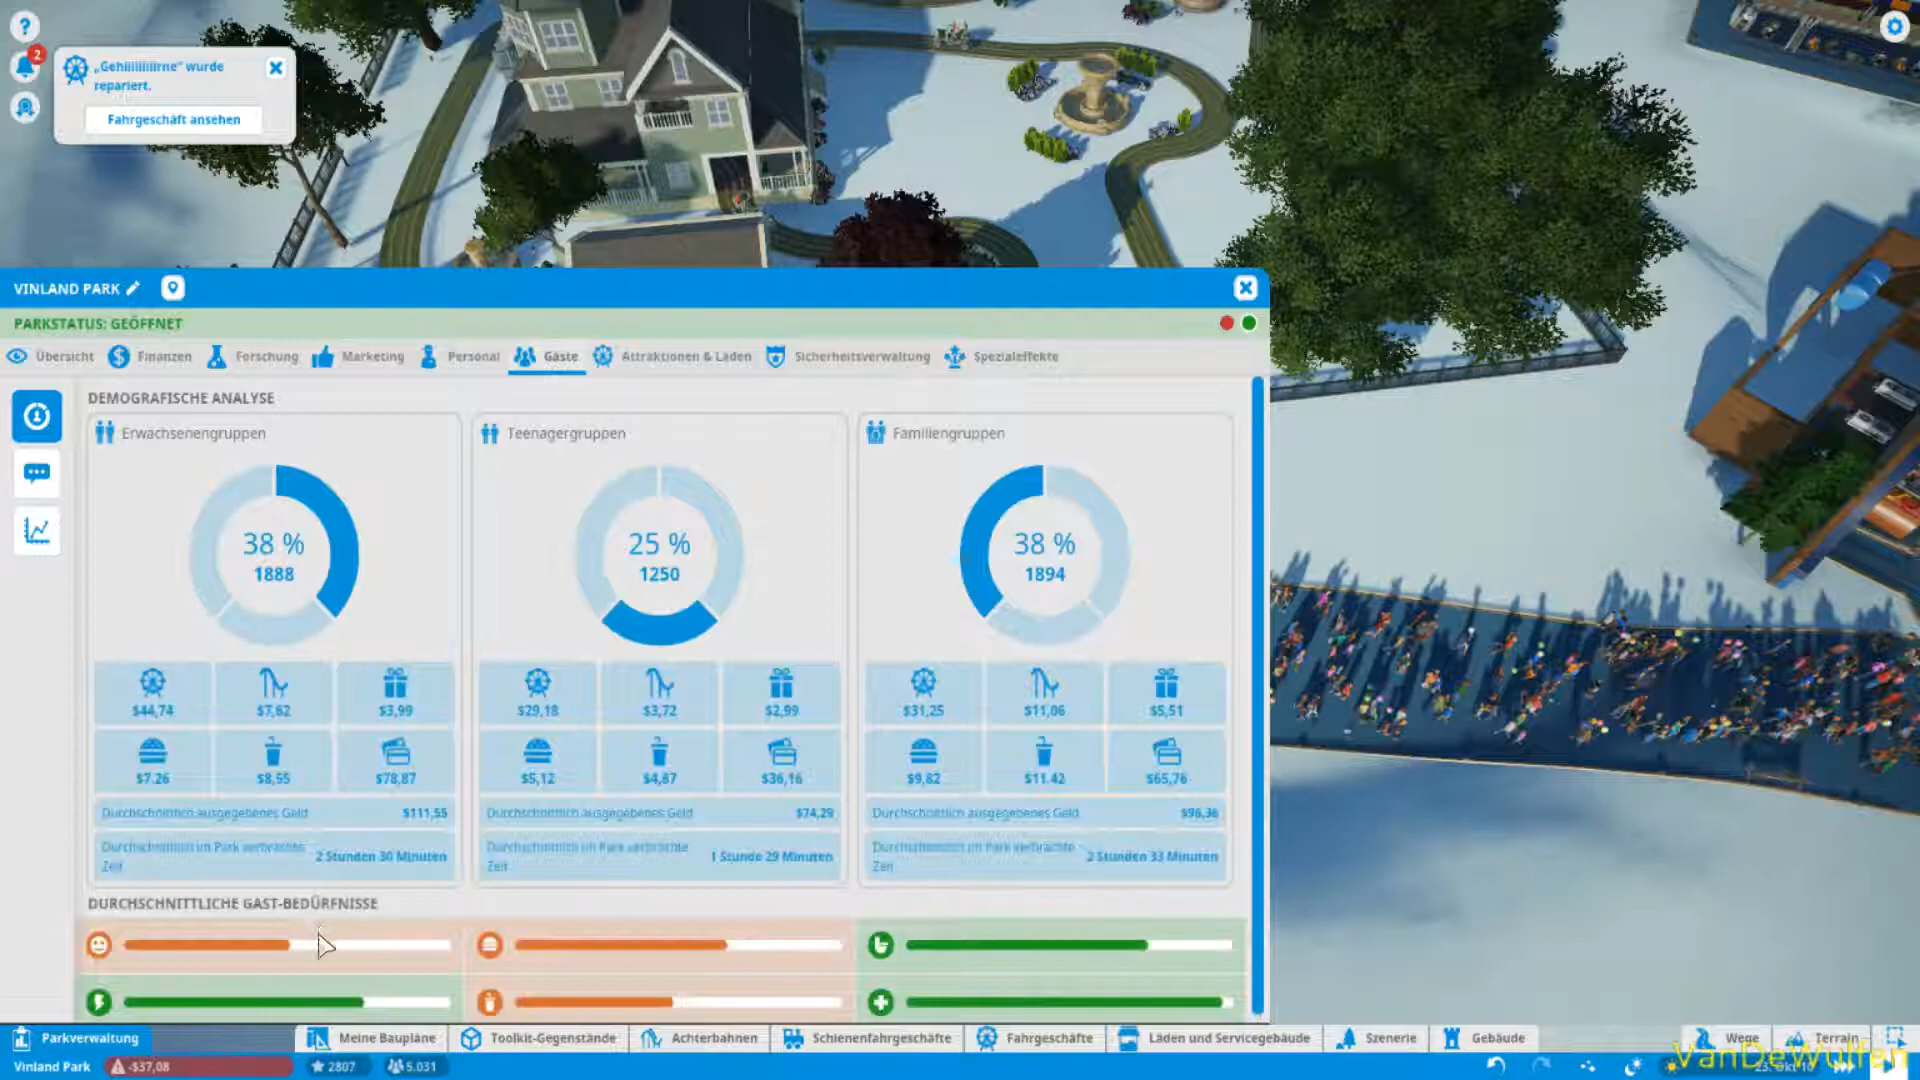 ?
2
„Gehiiiiiiiirne“ wurde
repariert.
Fahrgeschäft ansehen
VINLAND PARK
PARKSTATUS: GEÖFFNET
Übersicht Finanzen Forschung Marketing Personal Gäste Attraktionen & Läden Sicherheitsverwaltung Spezialeffekte
DEMOGRAFISCHE ANALYSE
Erwachsenengruppen Teenagergruppen Familiengruppen
38 % 25 % 38 %
1888 1250 1894
$44,74 $7,62 $3,99 $29,18 $3,72 $2,99 $31,25 $11,06 $5,51
$7,26 $8,55 $78,87 $5,12 $4,87 $36,16 $9,82 $11,42 $65,76
Durchschnittlich ausgegebenes Geld $111,55 Durchschnittlich ausgegebenes Geld $74,29 Durchschnittlich ausgegebenes Geld $96,36
Durchschnittlich im Park verbrachte Zeit 2 Stunden 30 Minuten Durchschnittlich im Park verbrachte Zeit 1 Stunde 29 Minuten Durchschnittlich im Park verbrachte Zeit 2 Stunden 33 Minuten
DURCHSCHNITTLICHE GAST-BEDÜRFNISSE
Parkverwaltung Meine Baupläne Toolkit-Gegenstände Achterbahnen Schienenfahrgeschäfte Fahrgeschäfte Läden und Servicegebäude Szenerie Gebäude Wege Terrain
Vinland Park -$37,08 2807 5.031
VanDeWulfen